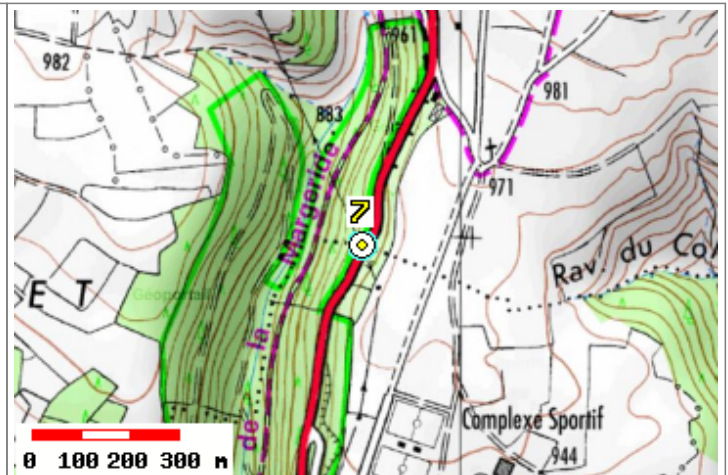 961
982
981
883
971
7
Margeride
Rav. du Co
E T
Géoportail
la
de
Complexe Sportif
944
0 100 200 300 m